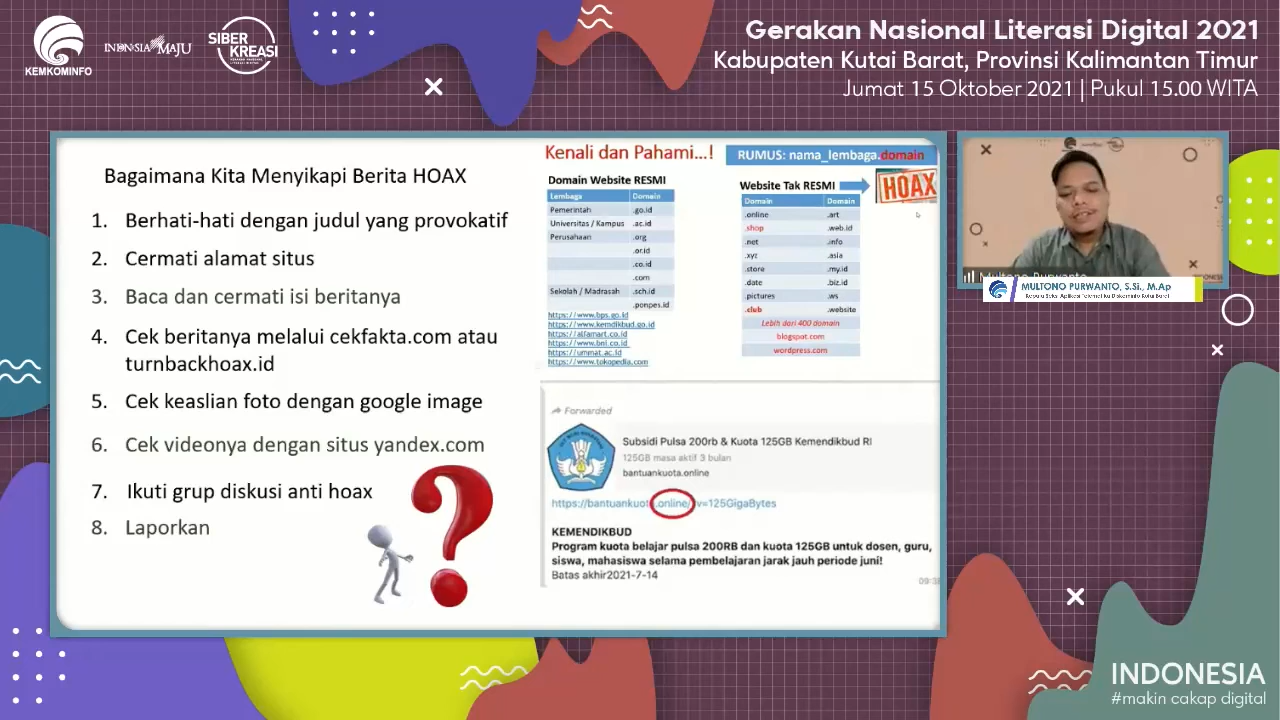 KEMKOMINFO
INDONESIA MAJU
SIBER KREASI
Gerakan Nasional Literasi Digital 2021
Kabupaten Kutai Barat, Provinsi Kalimantan Timur
Jumat 15 Oktober 2021 | Pukul 15.00 WITA
Bagaimana Kita Menyikapi Berita HOAX
1. Berhati-hati dengan judul yang provokatif
2. Cermati alamat situs
3. Baca dan cermati isi beritanya
4. Cek beritanya melalui cekfakta.com atau
turnbackhoax.id
5. Cek keaslian foto dengan google image
6. Cek videonya dengan situs yandex.com
7. Ikuti grup diskusi anti hoax
8. Laporkan
Kenali dan Pahami...!
RUMUS: nama_lembaga.domain
Domain Website RESMI
Lembaga Domain
Pemerintah .go.id
Universitas / Kampus .ac.id
Perusahaan .org
.or.id
.co.id
.com
Sekolah / Madrasah .sch.id
.ponpes.id
https://www.bps.go.id
https://www.kemdikbud.go.id
https://alfamart.co.id
https://www.bni.co.id
https://ummat.ac.id
https://www.tokopedia.com
Website Tak RESMI
HOAX
Domain Domain
.online .art
.shop .web.id
.net .info
.xyz .asia
.store .my.id
.date .biz.id
.pictures .ws
.club .website
Lebih dari 400 domain
blogspot.com
wordpress.com
Forwarded
Subsidi Pulsa 200rb & Kuota 125GB Kemendikbud RI
125GB masa aktif 3 bulan
bantuankuota.online
https://bantuankuota.online/?v=125GigaBytes
KEMENDIKBUD
Program kuota belajar pulsa 200RB dan kuota 125GB untuk dosen, guru,
siswa, mahasiswa selama pembelajaran jarak jauh periode juni!
Batas akhir2021-7-14
Multono Purwanto
MULTONO PURWANTO, S.Si., M.Ap
INDONESIA
#makin cakap digital